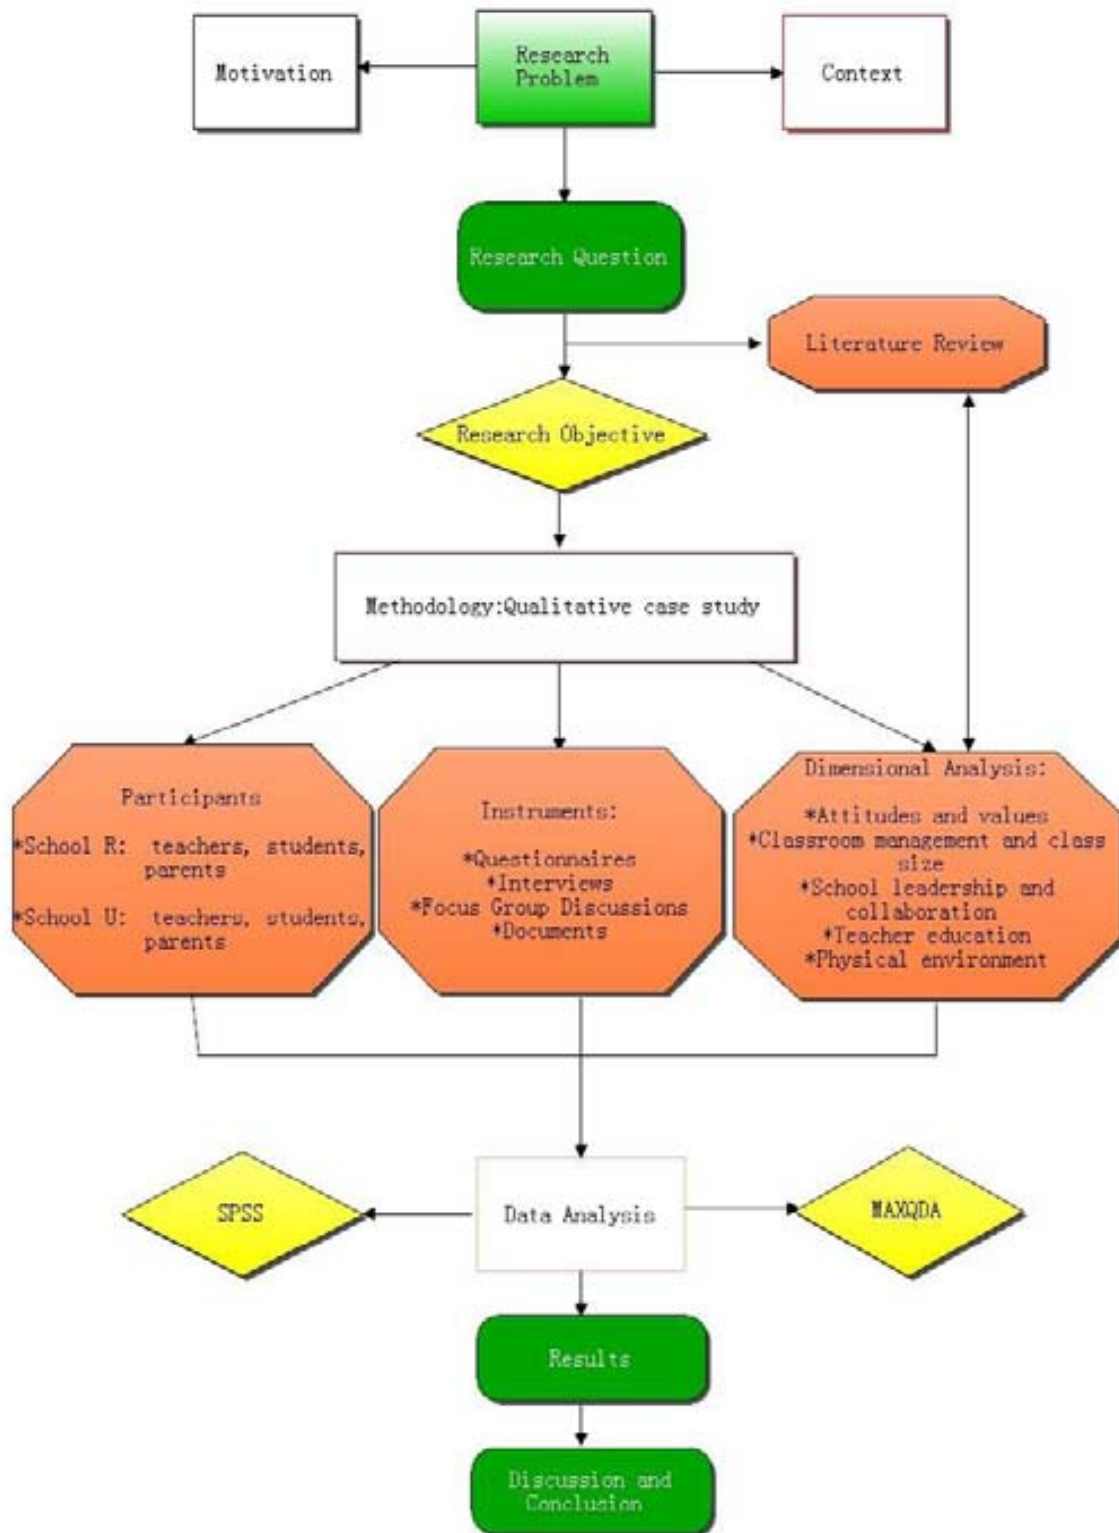 Motivation
Research
Problem
Context
Research Question
Literature Review
Research Objective
Methodology:Qualitative case study
Participants
*School R: teachers, students,
parents
*School U: teachers, students,
parents
Instruments:
*Questionnaires
*Interviews
*Focus Group Discussions
*Documents
Dimensional Analysis:
*Attitudes and values
*Classroom management and class
size
*School leadership and
collaboration
*Teacher education
*Physical environment
SPSS
Data Analysis
MAXQDA
Results
Discussion and
Conclusion